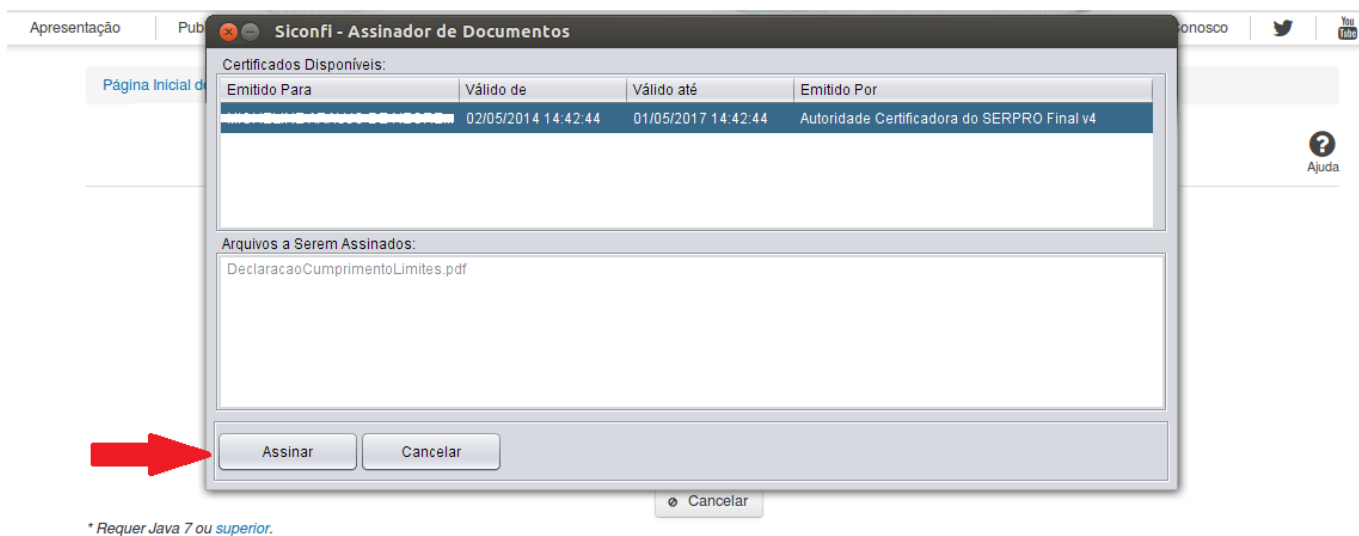 Apresentação Pub Siconfi - Assinador de Documentos onosco You Tube
Certificados Disponíveis:
Página Inicial d
Emitido Para Válido de Válido até Emitido Por
02/05/2014 14:42:44 01/05/2017 14:42:44 Autoridade Certificadora do SERPRO Final v4
Ajuda
Arquivos a Serem Assinados:
DeclaracaoCumprimentoLimites.pdf
Assinar Cancelar
Cancelar
* Requer Java 7 ou superior.